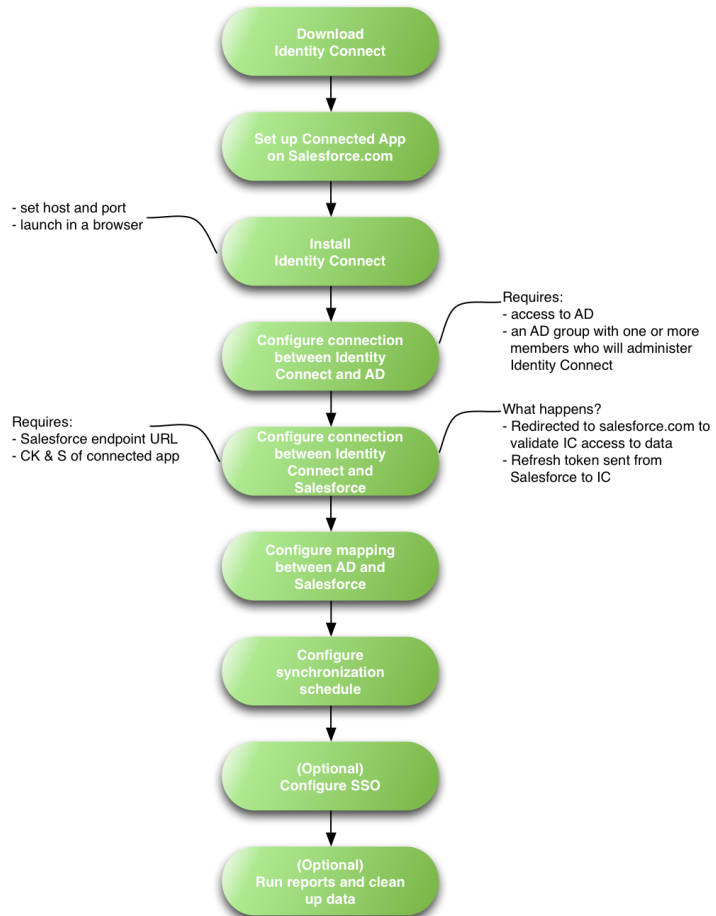 Download
Identity Connect
Set up Connected App
on Salesforce.com
- set host and port
- launch in a browser
Install
Identity Connect
Requires:
- access to AD
- an AD group with one or more
members who will administer
Identity Connect
Configure connection
between Identity
Connect and AD
Requires:
- Salesforce endpoint URL
- CK & S of connected app
What happens?
- Redirected to salesforce.com to
validate IC access to data
- Refresh token sent from
Salesforce to IC
Configure connection
between Identity
Connect and
Salesforce
Configure mapping
between AD and
Salesforce
Configure
synchronization
schedule
(Optional)
Configure SSO
(Optional)
Run reports and clean
up data